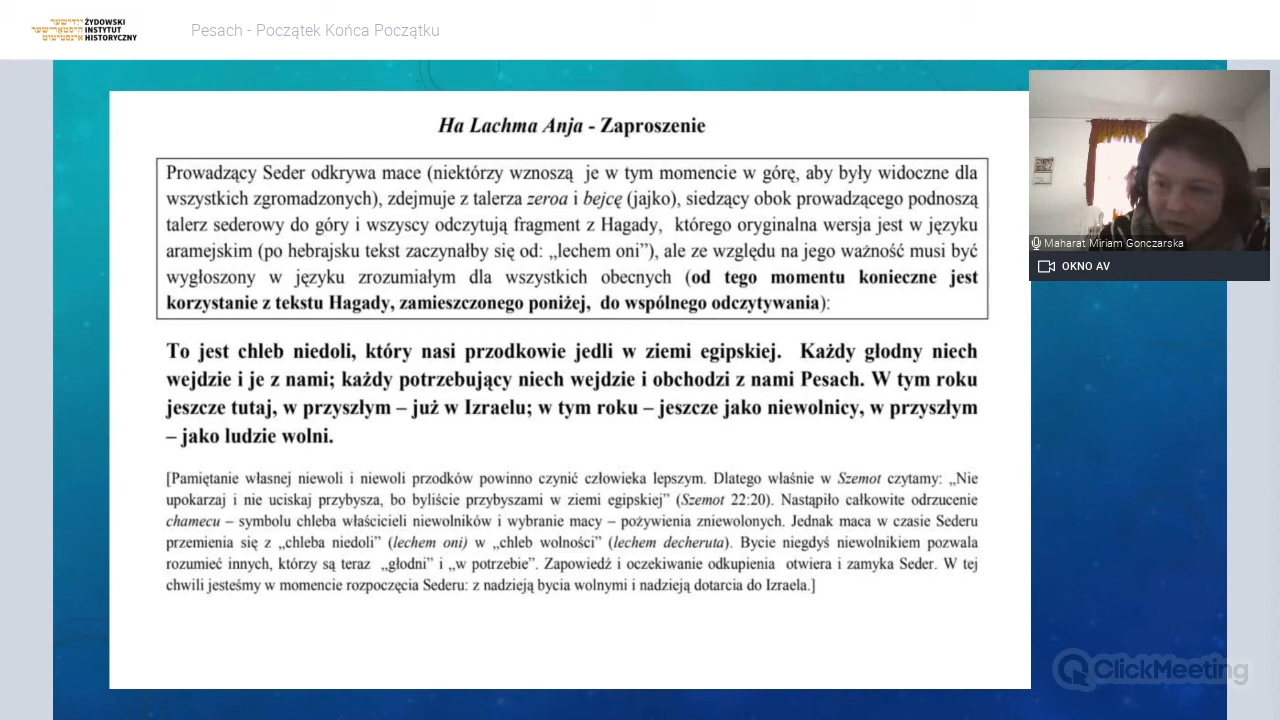 ייִדישער
היסטאָרישער
אינסטיטוט
ŻYDOWSKI
INSTYTUT
HISTORYCZNY
Pesach - Początek Końca Początku
Ha Lachma Anja - Zaproszenie
Prowadzący Seder odkrywa mace (niektórzy wznoszą je w tym momencie w górę, aby były widoczne dla
wszystkich zgromadzonych), zdejmuje z talerza zeroa i bejcę (jajko), siedzący obok prowadzącego podnoszą
talerz sederowy do góry i wszyscy odczytują fragment z Hagady, którego oryginalna wersja jest w języku
aramejskim (po hebrajsku tekst zaczynałby się od: „lechem oni”), ale ze względu na jego ważność musi być
wygłoszony w języku zrozumiałym dla wszystkich obecnych (od tego momentu konieczne jest
korzystanie z tekstu Hagady, zamieszczonego poniżej, do wspólnego odczytywania):
To jest chleb niedoli, który nasi przodkowie jedli w ziemi egipskiej. Każdy głodny niech
wejdzie i je z nami; każdy potrzebujący niech wejdzie i obchodzi z nami Pesach. W tym roku
jeszcze tutaj, w przyszłym – już w Izraelu; w tym roku – jeszcze jako niewolnicy, w przyszłym
– jako ludzie wolni.
[Pamiętanie własnej niewoli i niewoli przodków powinno czynić człowieka lepszym. Dlatego właśnie w Szemot czytamy: „Nie
upokarzaj i nie uciskaj przybysza, bo byliście przybyszami w ziemi egipskiej” (Szemot 22:20). Nastąpiło całkowite odrzucenie
chamecu – symbolu chleba właścicieli niewolników i wybranie macy – pożywienia zniewolonych. Jednak maca w czasie Sederu
przemienia się z „chleba niedoli” (lechem oni) w „chleb wolności” (lechem decheruta). Bycie niegdyś niewolnikiem pozwala
rozumieć innych, którzy są teraz „głodni” i „w potrzebie”. Zapowiedź i oczekiwanie odkupienia otwiera i zamyka Seder. W tej
chwili jesteśmy w momencie rozpoczęcia Sederu: z nadzieją bycia wolnymi i nadzieją dotarcia do Izraela.]
Maharat Miriam Gonczarska
OKNO AV
ClickMeeting